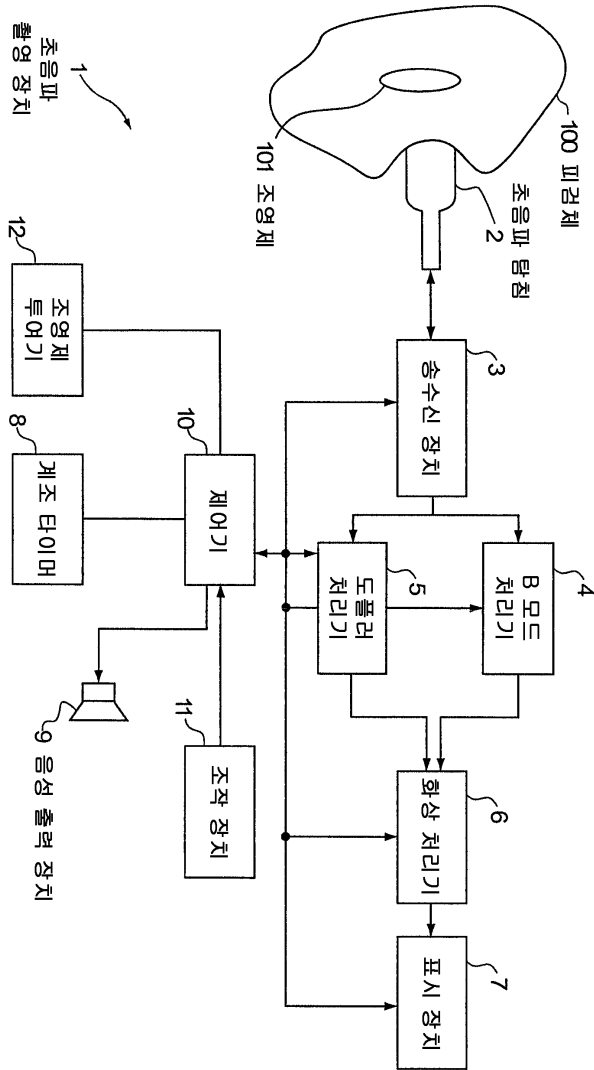 100 피검체
초음파 탐침
2
101 조영제
1
초음파
촬영 장치
3
송수신 장치
4
B 모드
처리기
5
도플러
처리기
6
화상 처리기
7
표시 장치
10
제어기
11
조작 장치
12
조영제
투여기
8
계조 타이머
9 음성 출력 장치